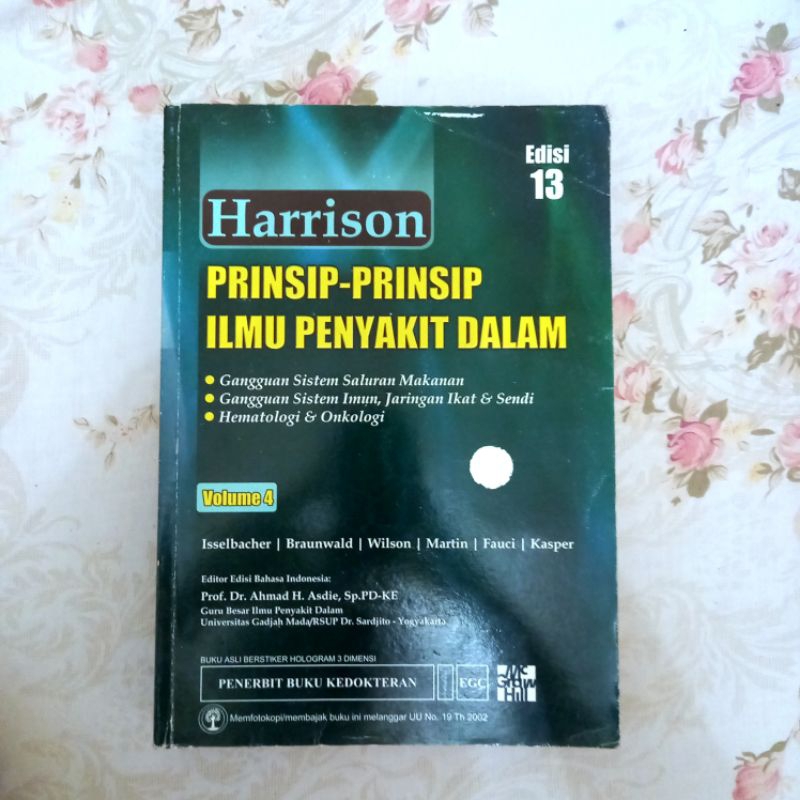 Edisi
13
Harrison
PRINSIP-PRINSIP
ILMU PENYAKIT DALAM
Gangguan Sistem Saluran Makanan
Gangguan Sistem Imun, Jaringan Ikat & Sendi
Hematologi & Onkologi
Volume 4
Isselbacher | Braunwald | Wilson | Martin | Fauci | Kasper
Editor Edisi Bahasa Indonesia:
Prof. Dr. Ahmad H. Asdie, Sp.PD-KE
Guru Besar Ilmu Penyakit Dalam
Universitas Gadjah Mada/RSUP Dr. Sardjito - Yogyakarta
BUKU ASLI BERSTIKER HOLOGRAM 3 DIMENSI
PENERBIT BUKU KEDOKTERAN EGC
Mc
Graw
Hill
Memfotokopi/membajak buku ini melanggar UU No. 19 Th 2002